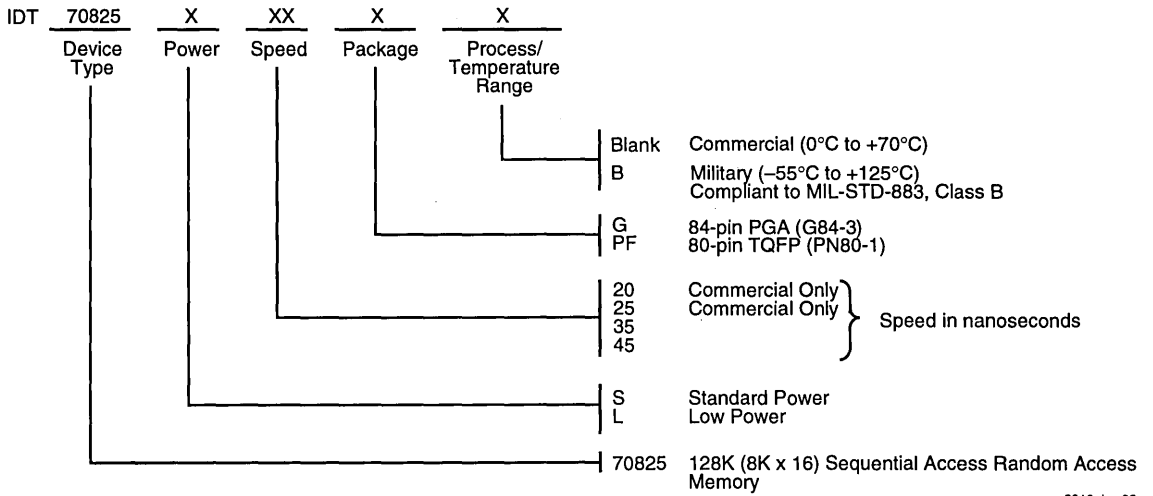 IDT 70825 X XX X X
Device Type Power Speed Package Process/ Temperature Range
Blank Commercial (0°C to +70°C)
B Military (–55°C to +125°C)
Compliant to MIL-STD-883, Class B
G 84-pin PGA (G84-3)
PF 80-pin TQFP (PN80-1)
20 Commercial Only
25 Commercial Only
35
45
Speed in nanoseconds
S Standard Power
L Low Power
70825 128K (8K x 16) Sequential Access Random Access
Memory